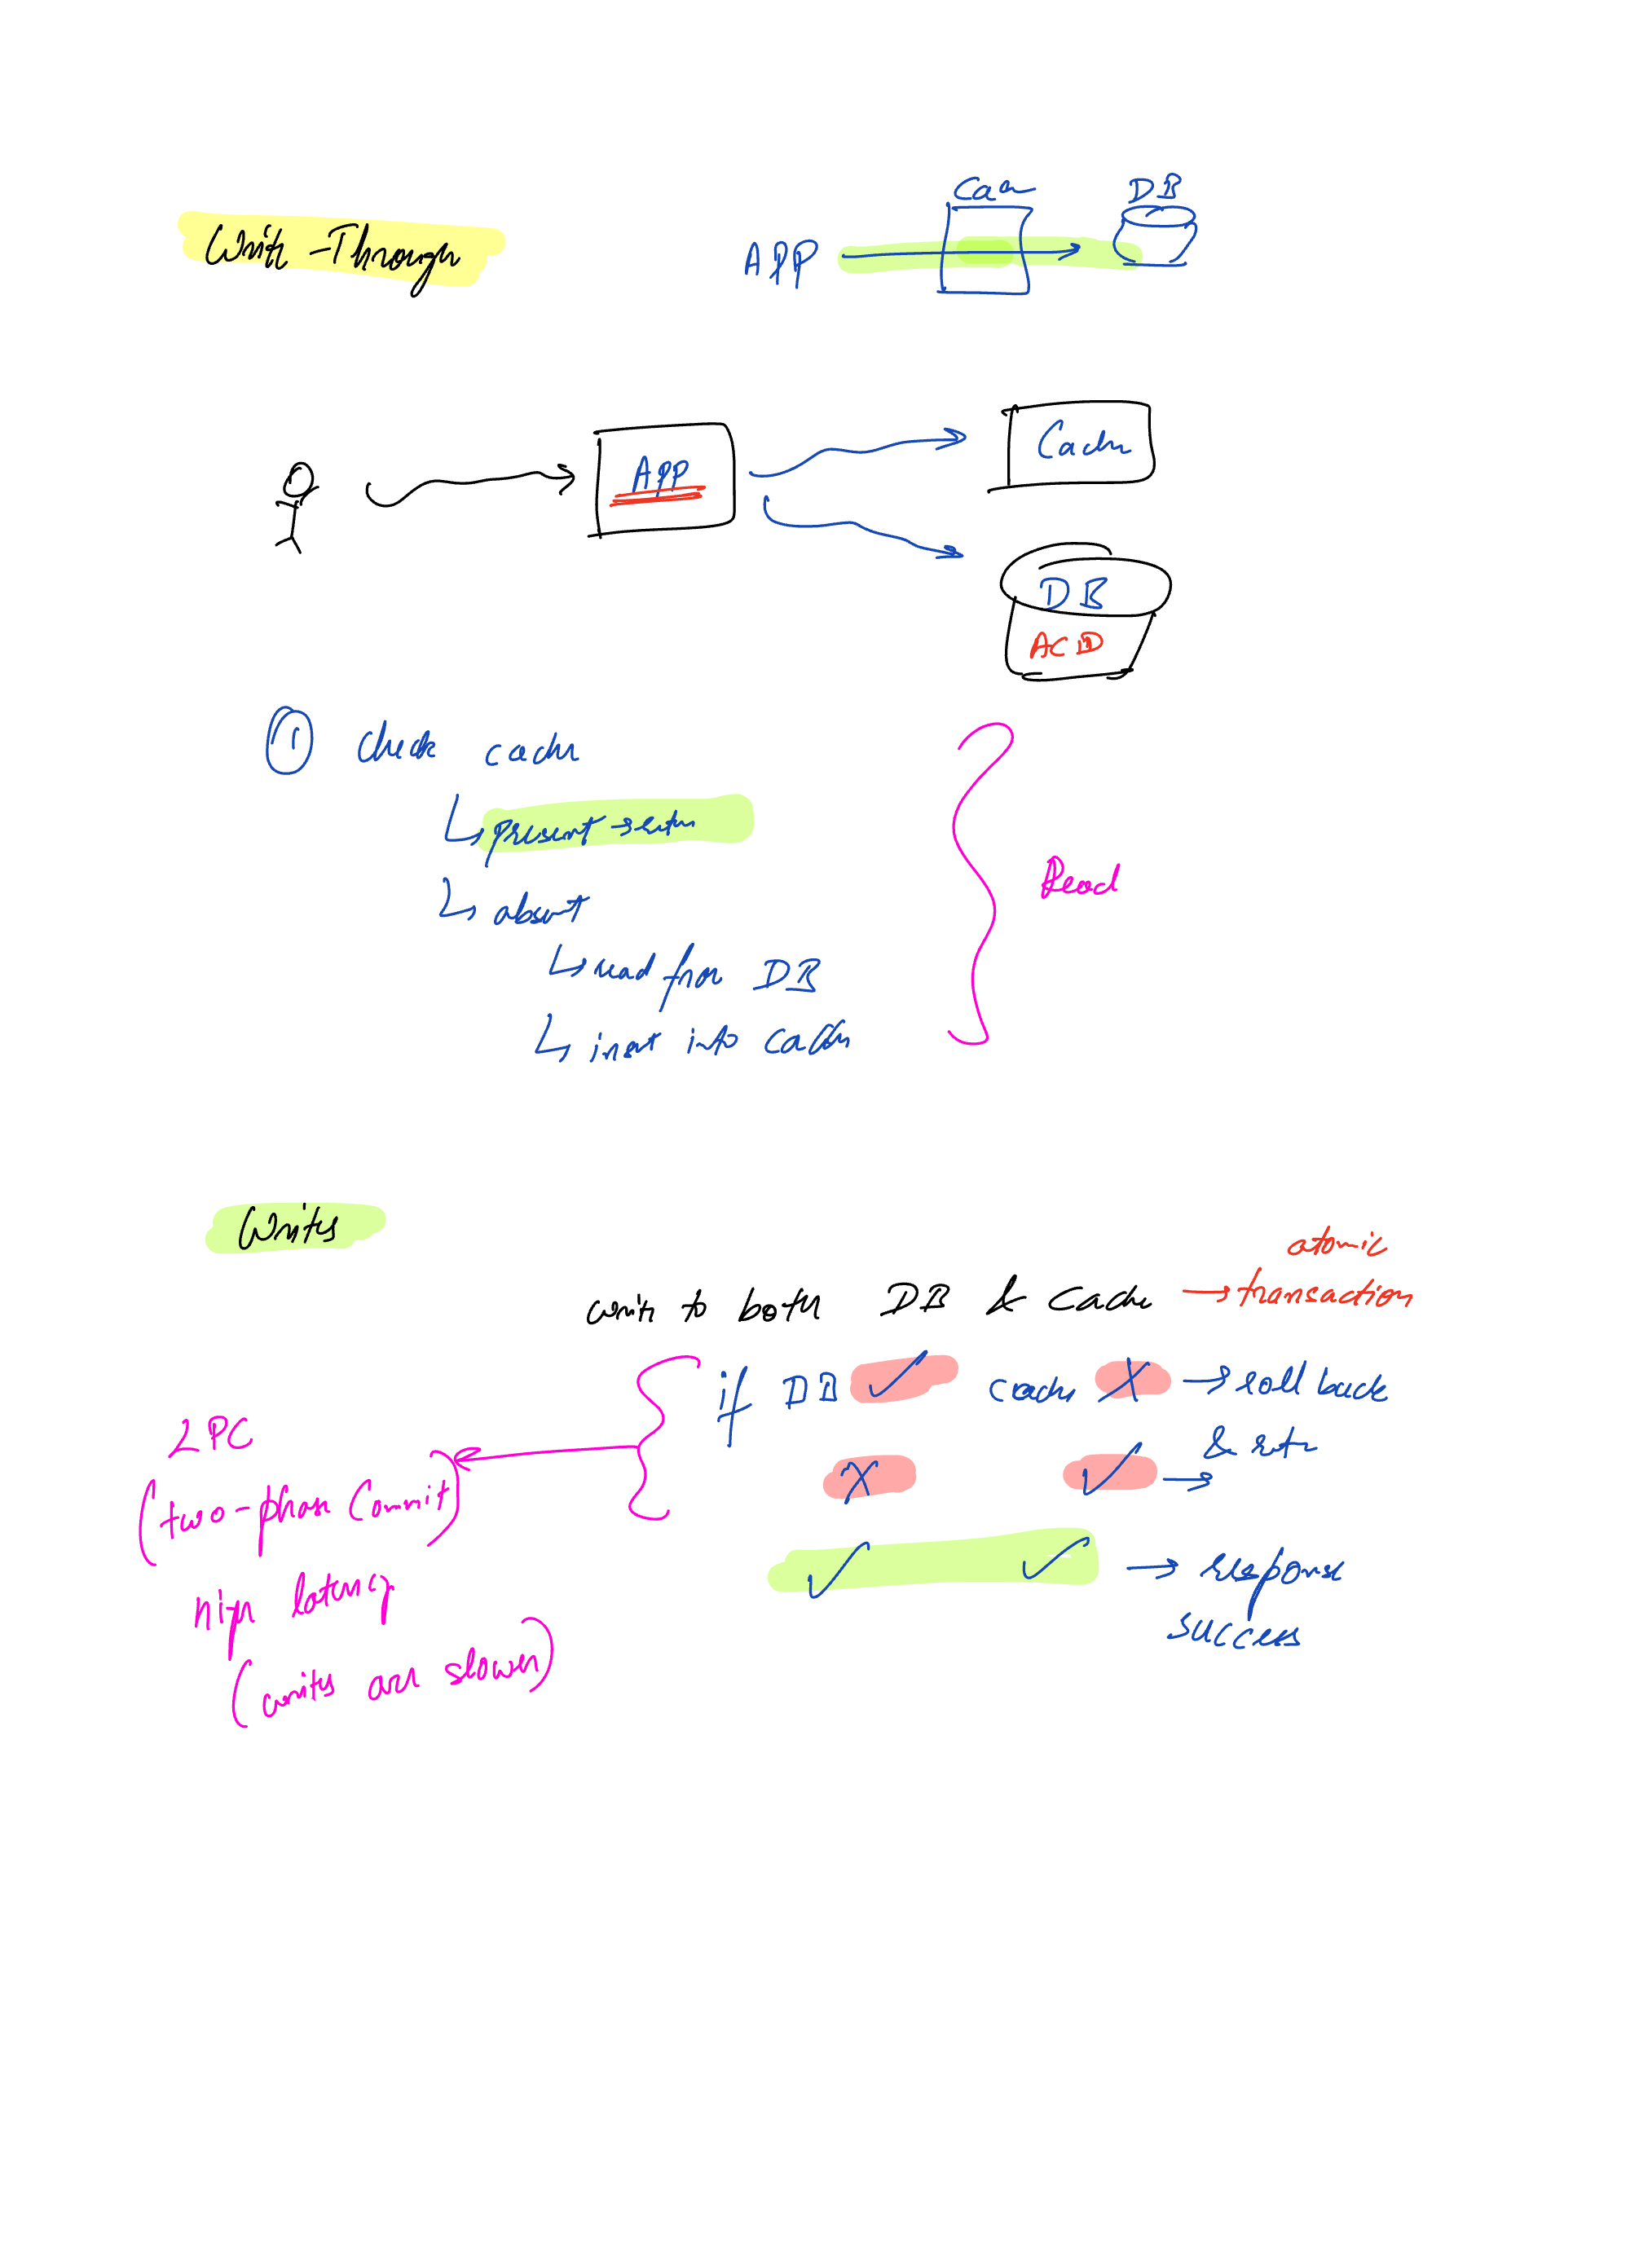 Write-Through
Cache
DB
APP
APP
Cache
DB
ACID
1 check cache
present return
absent
read from DB
insert into cache
Read
Writes
write to both DB & Cache → atomic transaction
if DB ✓ cache X → roll back & retry
X ✓ →
✓ ✓ → response success
2PC
(two-phase Commit)
high latency
(writes are slower)